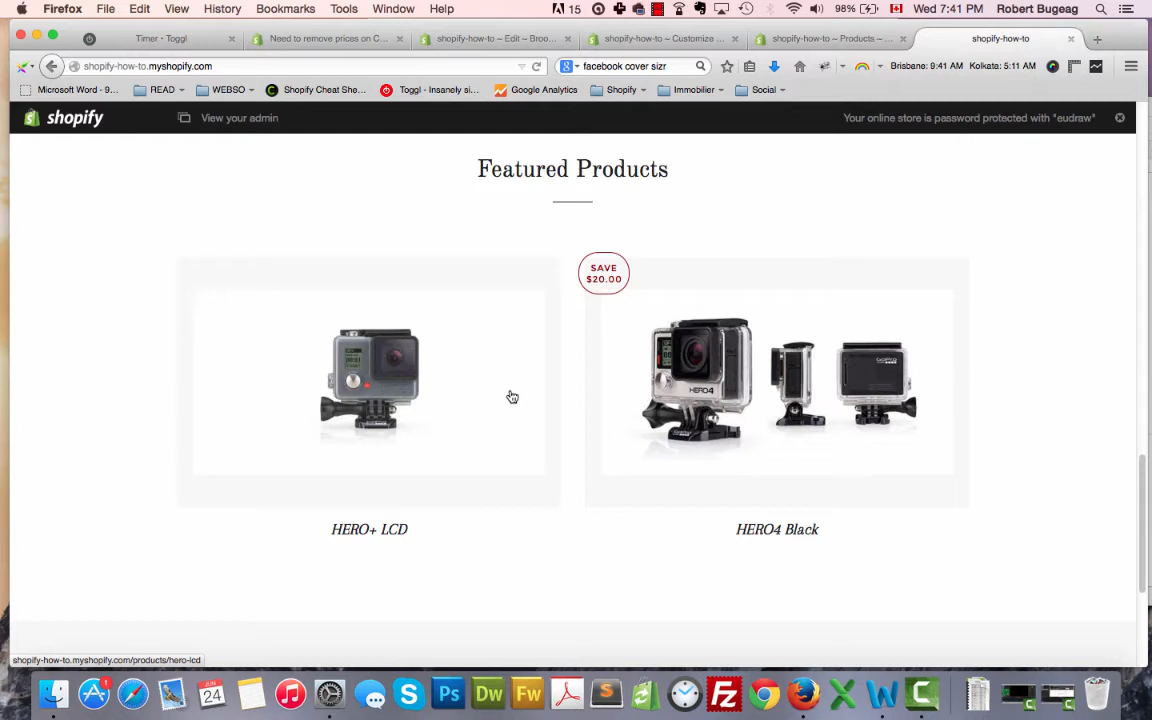 Firefox File Edit View History Bookmarks Tools Window Help 15 98% Wed 7:41 PM Robert Bugeag
Timer - Toggl Need to remove prices on C... shopify-how-to ~ Edit ~ Broo... shopify-how-to ~ Customize ... shopify-how-to ~ Products ~ ... shopify-how-to
shopify-how-to.myshopify.com facebook cover sizr Brisbane: 9:41 AM Kolkata: 5:11 AM
Microsoft Word - 9... READ WEBSO Shopify Cheat She... Toggl - Insanely si... Google Analytics Shopify Immobilier Social
shopify View your admin Your online store is password protected with "eudraw"
Featured Products
SAVE
$20.00
HERO4
GoPro
HERO+ LCD HERO4 Black
shopify-how-to.myshopify.com/products/hero-lcd
1
JUN
24
Ps Dw Fw S Fz X W C